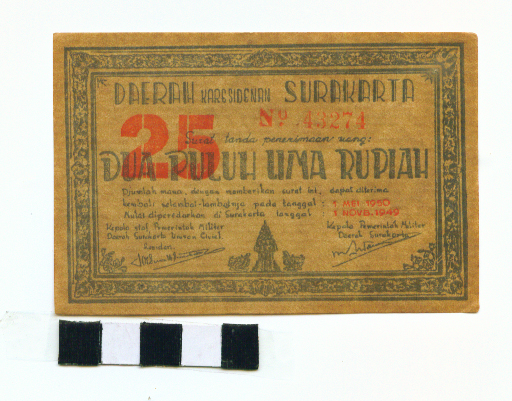 DAERAH KARESIDENAN SURAKARTA
25
No .43274
Surat tanda penerimaan uang:
DUA PULUH LIMA RUPIAH
Djumlah mana, dengan memberikan surat ini, dapat diterima
kembali selambat-lambatnja pada tanggal : 1 MEI. 1950
Mulai diperedarkan di Surakarta tanggal : 1 NOVB. 1949
Kepala staf Pemerintah Militer
Daerah Surakarta Urusan Civiel
Kepala Pemerintah Militer
Daerah Surakarta